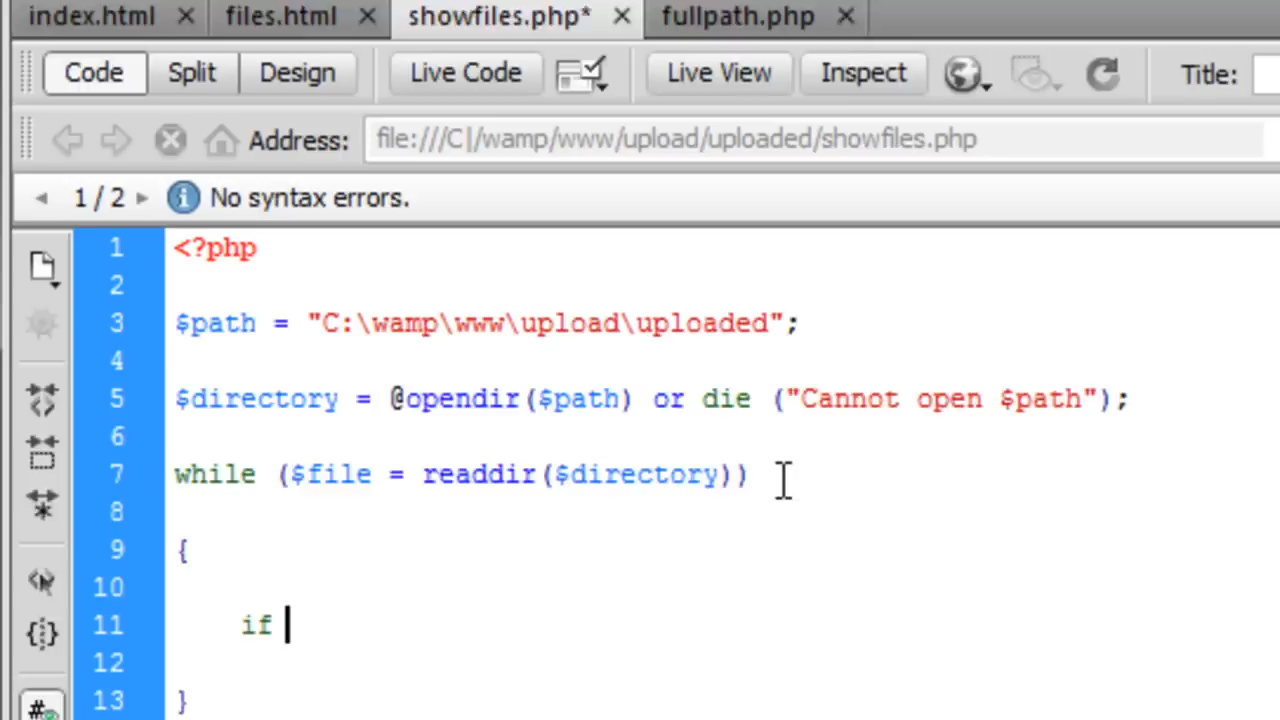 index.html files.html showfiles.php* fullpath.php
Code Split Design Live Code Live View Inspect Title:
Address: file:///C|/wamp/www/upload/uploaded/showfiles.php
1 / 2 No syntax errors.
1 <?php
2
3 $path = "C:\wamp\www\upload\uploaded";
4
5 $directory = @opendir($path) or die ("Cannot open $path");
6
7 while ($file = readdir($directory))
8
9 {
10
11 if
12
13 }